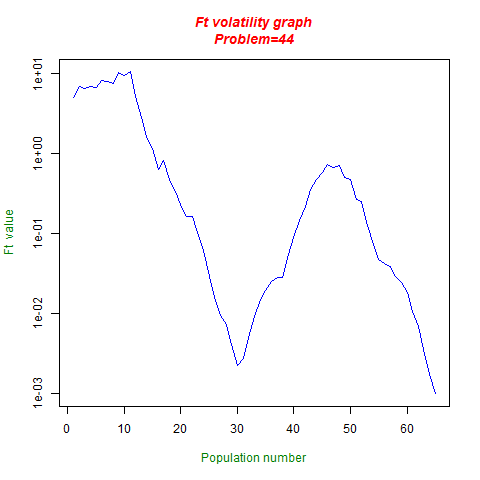 Ft volatility graph
Problem=44
1e+01
1e+00
1e-01
1e-02
1e-03
Ft value
0 10 20 30 40 50 60
Population number